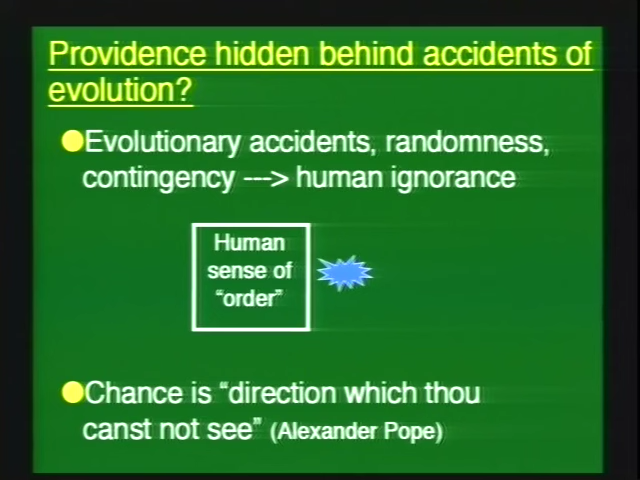 Providence hidden behind accidents of
evolution?
Evolutionary accidents, randomness,
contingency ---> human ignorance
Human
sense of
“order”
Chance is “direction which thou
canst not see” (Alexander Pope)